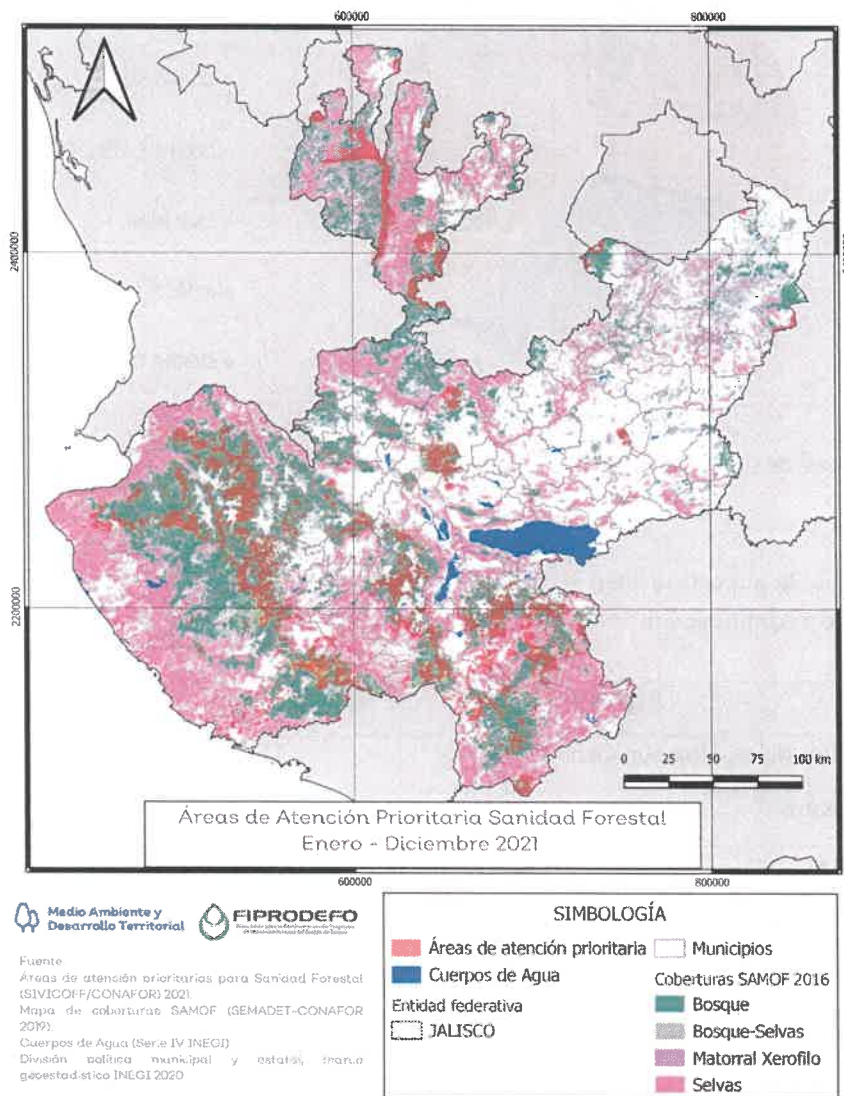 600000
800000
2400000
2200000
0 25 50 75 100 km
Áreas de Atención Prioritaria Sanidad Forestal
Enero - Diciembre 2021
600000
800000
Medio Ambiente y
Desarrollo Territorial
FIPRODEFO
Fuente
Áreas de atención prioritarias para Sanidad Forestal
(SIVICOFF/CONAFOR) 2021.
Mapa de coberturas SAMOF (SEMADET-CONAFOR
2019).
Cuerpos de Agua (Serie IV INEGI)
División política municipal y estatal, marco
geoestadístico INEGI 2020
SIMBOLOGÍA
Áreas de atención prioritaria
Cuerpos de Agua
Entidad federativa
JALISCO
Municipios
Coberturas SAMOF 2016
Bosque
Bosque-Selvas
Matorral Xerofilo
Selvas